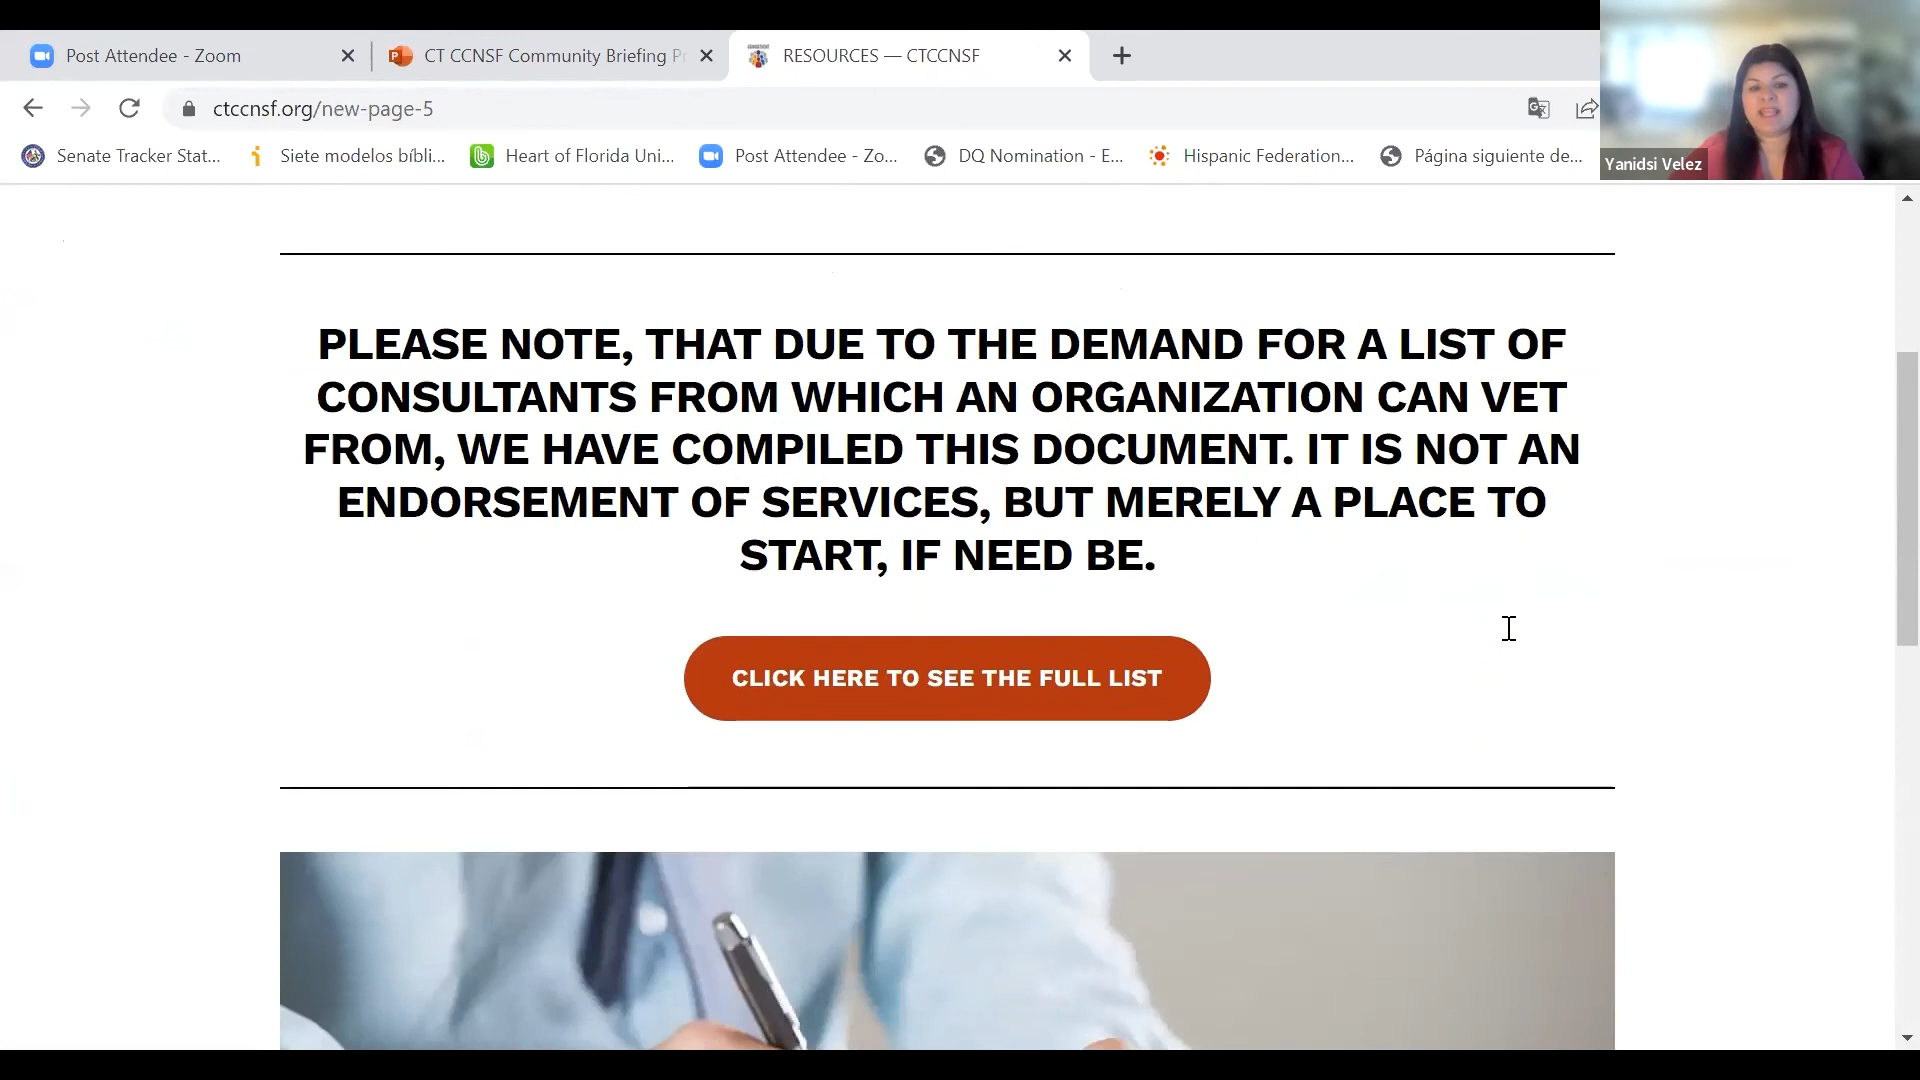 Post Attendee - Zoom
CT CCNSF Community Briefing Pr
RESOURCES — CTCCNSF
ctccnsf.org/new-page-5
Senate Tracker Stat...
Siete modelos bíbli...
Heart of Florida Uni...
Post Attendee - Zo...
DQ Nomination - E...
Hispanic Federation...
Página siguiente de...
Yanidsi Velez
PLEASE NOTE, THAT DUE TO THE DEMAND FOR A LIST OF
CONSULTANTS FROM WHICH AN ORGANIZATION CAN VET
FROM, WE HAVE COMPILED THIS DOCUMENT. IT IS NOT AN
ENDORSEMENT OF SERVICES, BUT MERELY A PLACE TO
START, IF NEED BE.
CLICK HERE TO SEE THE FULL LIST